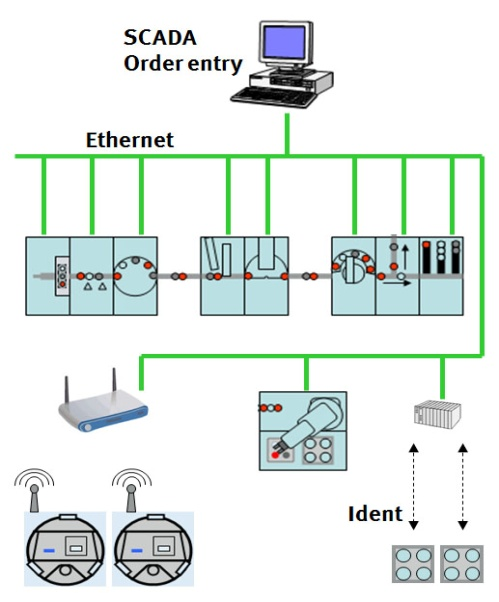 SCADA
Order entry
Ethernet
Ident